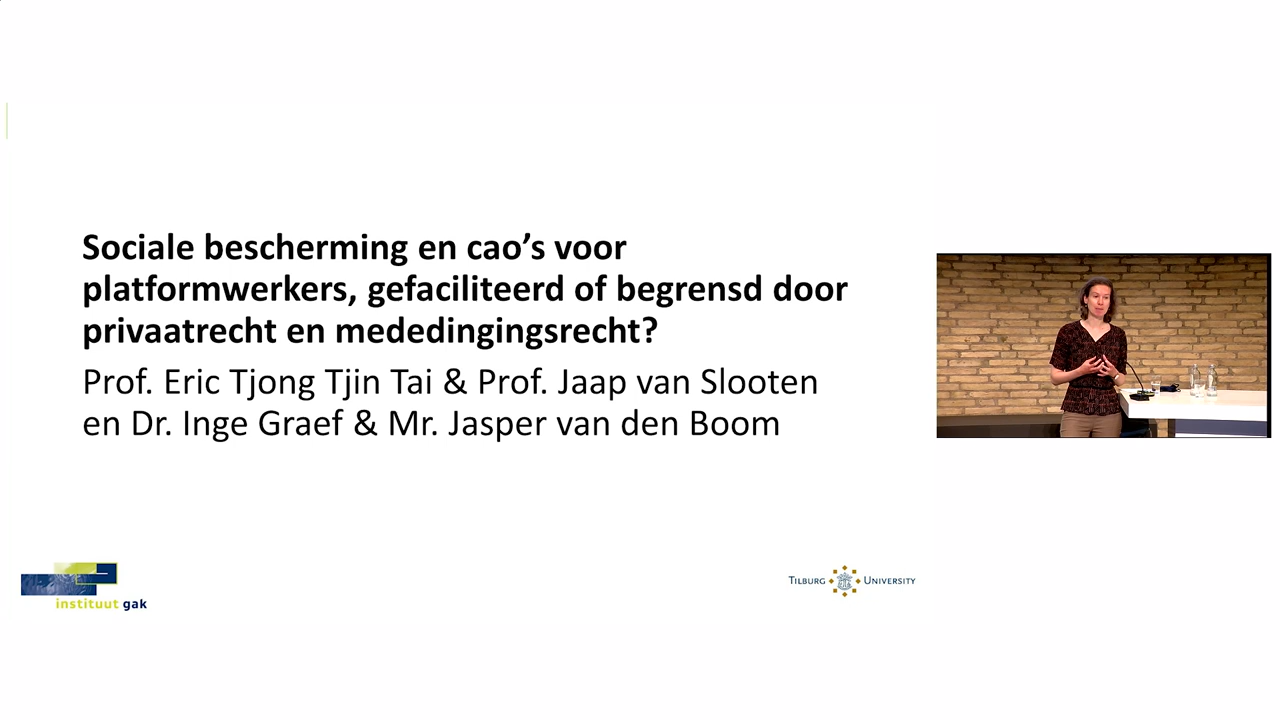 Sociale bescherming en cao’s voor
platformwerkers, gefaciliteerd of begrensd door
privaatrecht en mededingingsrecht?
Prof. Eric Tjong Tjin Tai & Prof. Jaap van Slooten
en Dr. Inge Graef & Mr. Jasper van den Boom
instituut gak
TILBURG UNIVERSITY